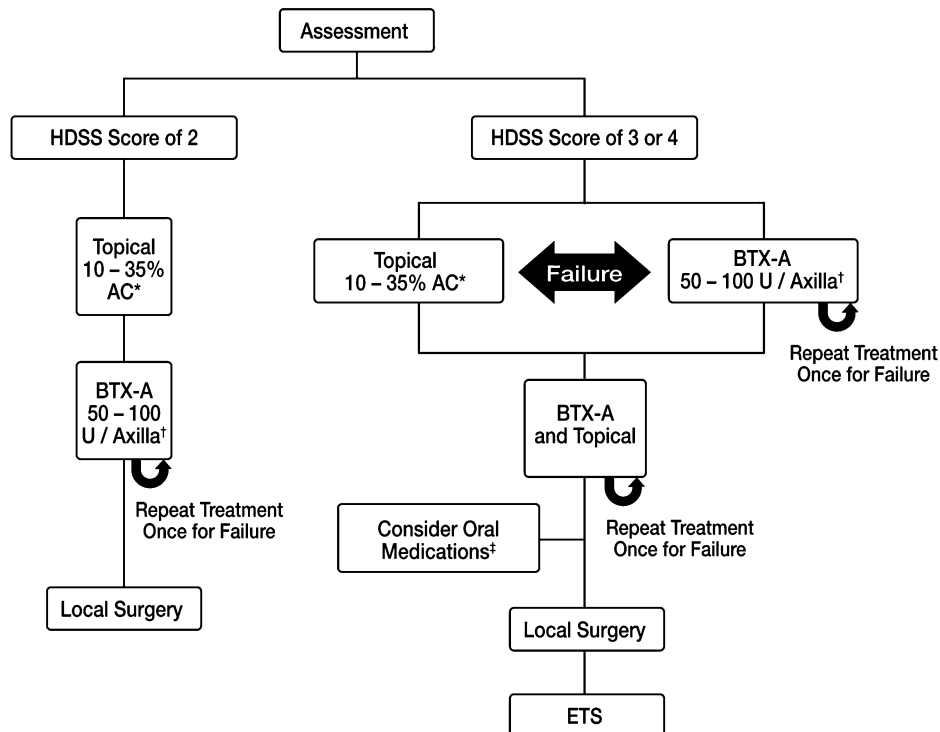 Assessment
HDSS Score of 2
HDSS Score of 3 or 4
Topical
10 – 35%
AC*
BTX-A
50 – 100
U / Axilla†
Repeat Treatment
Once for Failure
Local Surgery
Topical
10 – 35% AC*
Failure
BTX-A
50 – 100 U / Axilla†
Repeat Treatment
Once for Failure
BTX-A
and Topical
Repeat Treatment
Once for Failure
Consider Oral
Medications‡
Local Surgery
ETS